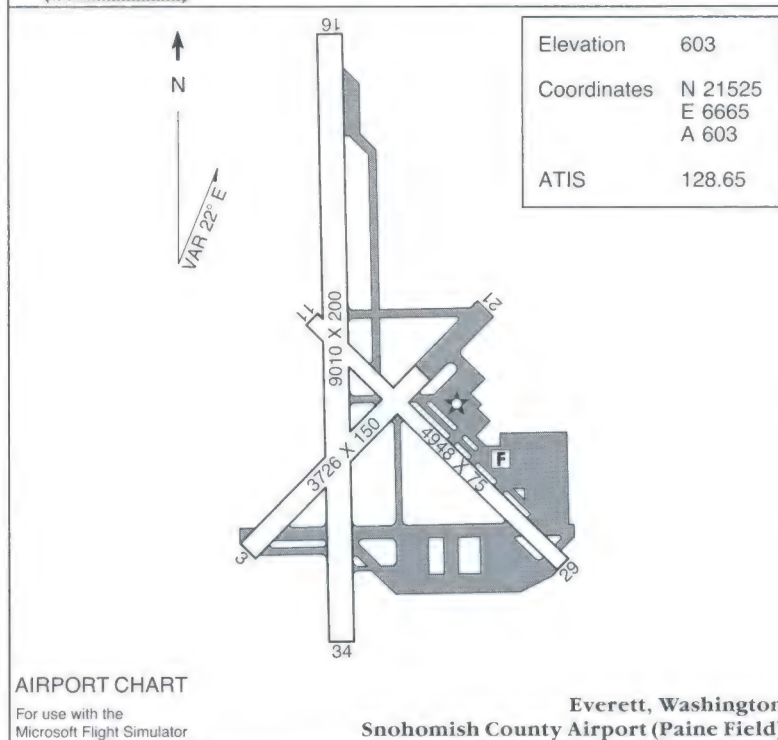 16
N
VAR 22° E
Elevation 603
Coordinates N 21525
E 6665
A 603
ATIS 128.65
11
21
9010 X 200
3726 X 150
4948 X 75
F
3
29
34
AIRPORT CHART
For use with the
Microsoft Flight Simulator
Everett, Washington
Snohomish County Airport (Paine Field)